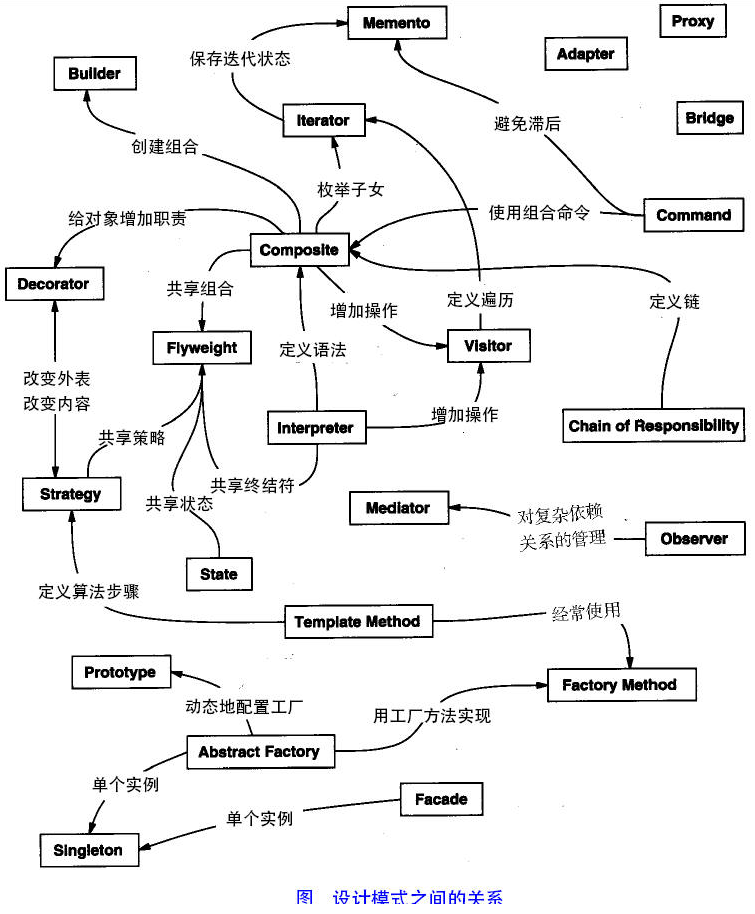 Memento
Proxy
Adapter
保存迭代状态
Builder
Iterator
避免滞后
Bridge
创建组合
枚举子女
给对象增加职责
使用组合命令
Command
Composite
Decorator
共享组合
增加操作
定义遍历
定义链
Flyweight
定义语法
Visitor
改变外表
改变内容
增加操作
Interpreter
Chain of Responsibility
共享策略
共享终结符
Strategy
共享状态
Mediator
对复杂依赖
关系的管理
Observer
State
定义算法步骤
Template Method
经常使用
Prototype
Factory Method
动态地配置工厂
用工厂方法实现
Abstract Factory
单个实例
Facade
单个实例
Singleton
图 设计模式之间的关系